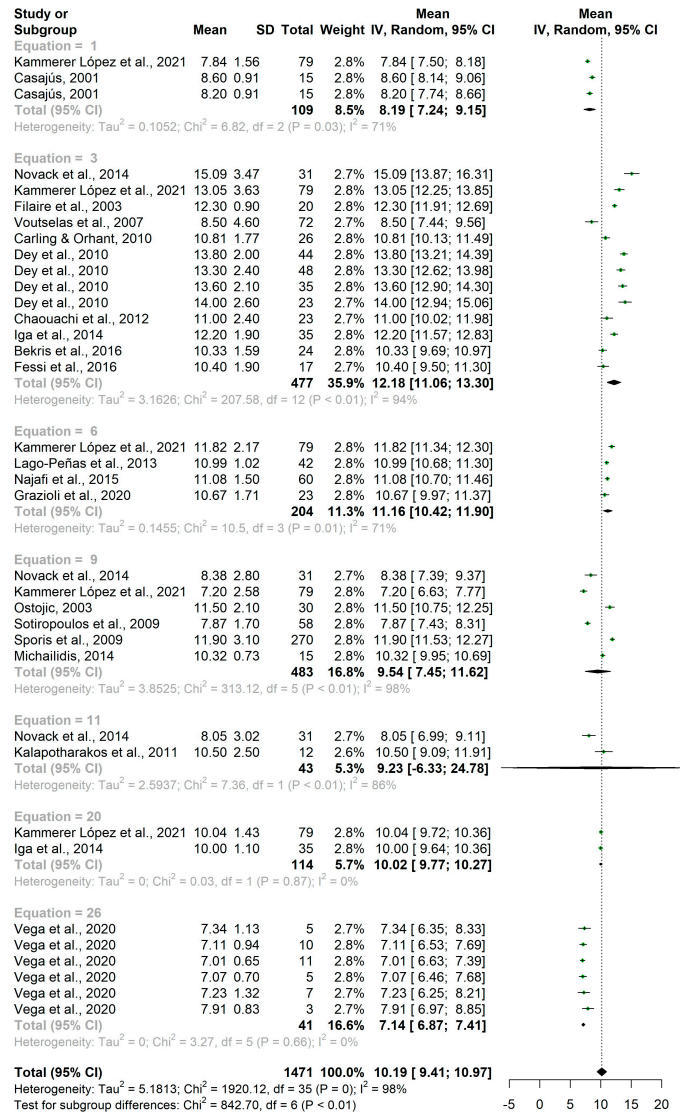 Study or Mean Mean
Subgroup Mean SD Total Weight IV, Random, 95% CI IV, Random, 95% CI
Equation = 1
Kammerer López et al., 2021 7.84 1.56 79 2.8% 7.84 [ 7.50; 8.18]
Casajús, 2001 8.60 0.91 15 2.8% 8.60 [ 8.14; 9.06]
Casajús, 2001 8.20 0.91 15 2.8% 8.20 [ 7.74; 8.66]
Total (95% CI) 109 8.5% 8.19 [ 7.24; 9.15]
Heterogeneity: Tau² = 0.1052; Chi² = 6.82, df = 2 (P = 0.03); I² = 71%
Equation = 3
Novack et al., 2014 15.09 3.47 31 2.7% 15.09 [13.87; 16.31]
Kammerer López et al., 2021 13.05 3.63 79 2.8% 13.05 [12.25; 13.85]
Filaire et al., 2003 12.30 0.90 20 2.8% 12.30 [11.91; 12.69]
Voutselas et al., 2007 8.50 4.60 72 2.7% 8.50 [ 7.44; 9.56]
Carling & Orhant, 2010 10.81 1.77 26 2.8% 10.81 [10.13; 11.49]
Dey et al., 2010 13.80 2.00 44 2.8% 13.80 [13.21; 14.39]
Dey et al., 2010 13.30 2.40 48 2.8% 13.30 [12.62; 13.98]
Dey et al., 2010 13.60 2.10 35 2.8% 13.60 [12.90; 14.30]
Dey et al., 2010 14.00 2.60 23 2.7% 14.00 [12.94; 15.06]
Chaouachi et al., 2012 11.00 2.40 23 2.7% 11.00 [10.02; 11.98]
Iga et al., 2014 12.20 1.90 35 2.8% 12.20 [11.57; 12.83]
Bekris et al., 2016 10.33 1.59 24 2.8% 10.33 [ 9.69; 10.97]
Fessi et al., 2016 10.40 1.90 17 2.7% 10.40 [ 9.50; 11.30]
Total (95% CI) 477 35.9% 12.18 [11.06; 13.30]
Heterogeneity: Tau² = 3.1626; Chi² = 207.58, df = 12 (P < 0.01); I² = 94%
Equation = 6
Kammerer López et al., 2021 11.82 2.17 79 2.8% 11.82 [11.34; 12.30]
Lago-Peñas et al., 2013 10.99 1.02 42 2.8% 10.99 [10.68; 11.30]
Najafi et al., 2015 11.08 1.50 60 2.8% 11.08 [10.70; 11.46]
Grazioli et al., 2020 10.67 1.71 23 2.8% 10.67 [ 9.97; 11.37]
Total (95% CI) 204 11.3% 11.16 [10.42; 11.90]
Heterogeneity: Tau² = 0.1455; Chi² = 10.5, df = 3 (P = 0.01); I² = 71%
Equation = 9
Novack et al., 2014 8.38 2.80 31 2.7% 8.38 [ 7.39; 9.37]
Kammerer López et al., 2021 7.20 2.58 79 2.8% 7.20 [ 6.63; 7.77]
Ostojic, 2003 11.50 2.10 30 2.8% 11.50 [10.75; 12.25]
Sotiropoulos et al., 2009 7.87 1.70 58 2.8% 7.87 [ 7.43; 8.31]
Sporis et al., 2009 11.90 3.10 270 2.8% 11.90 [11.53; 12.27]
Michailidis, 2014 10.32 0.73 15 2.8% 10.32 [ 9.95; 10.69]
Total (95% CI) 483 16.8% 9.54 [ 7.45; 11.62]
Heterogeneity: Tau² = 3.8525; Chi² = 313.12, df = 5 (P < 0.01); I² = 98%
Equation = 11
Novack et al., 2014 8.05 3.02 31 2.7% 8.05 [ 6.99; 9.11]
Kalapotharakos et al., 2011 10.50 2.50 12 2.6% 10.50 [ 9.09; 11.91]
Total (95% CI) 43 5.3% 9.23 [-6.33; 24.78]
Heterogeneity: Tau² = 2.5937; Chi² = 7.36, df = 1 (P < 0.01); I² = 86%
Equation = 20
Kammerer López et al., 2021 10.04 1.43 79 2.8% 10.04 [ 9.72; 10.36]
Iga et al., 2014 10.00 1.10 35 2.8% 10.00 [ 9.64; 10.36]
Total (95% CI) 114 5.7% 10.02 [ 9.77; 10.27]
Heterogeneity: Tau² = 0; Chi² = 0.03, df = 1 (P = 0.87); I² = 0%
Equation = 26
Vega et al., 2020 7.34 1.13 5 2.7% 7.34 [ 6.35; 8.33]
Vega et al., 2020 7.11 0.94 10 2.8% 7.11 [ 6.53; 7.69]
Vega et al., 2020 7.01 0.65 11 2.8% 7.01 [ 6.63; 7.39]
Vega et al., 2020 7.07 0.70 5 2.8% 7.07 [ 6.46; 7.68]
Vega et al., 2020 7.23 1.32 7 2.7% 7.23 [ 6.25; 8.21]
Vega et al., 2020 7.91 0.83 3 2.7% 7.91 [ 6.97; 8.85]
Total (95% CI) 41 16.6% 7.14 [ 6.87; 7.41]
Heterogeneity: Tau² = 0; Chi² = 3.27, df = 5 (P = 0.66); I² = 0%
Total (95% CI) 1471 100.0% 10.19 [ 9.41; 10.97]
Heterogeneity: Tau² = 5.1813; Chi² = 1920.12, df = 35 (P = 0); I² = 98%
Test for subgroup differences: Chi² = 842.70, df = 6 (P < 0.01)
-5 0 5 10 15 20